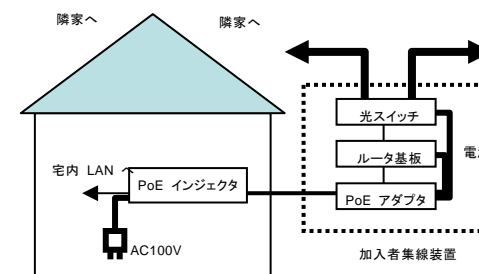 隣家へ
隣家へ
光スイッチ
ルータ基板
宅内 LAN へ
PoE インジェクタ
PoE アダプタ
AC100V
加入者集線装置